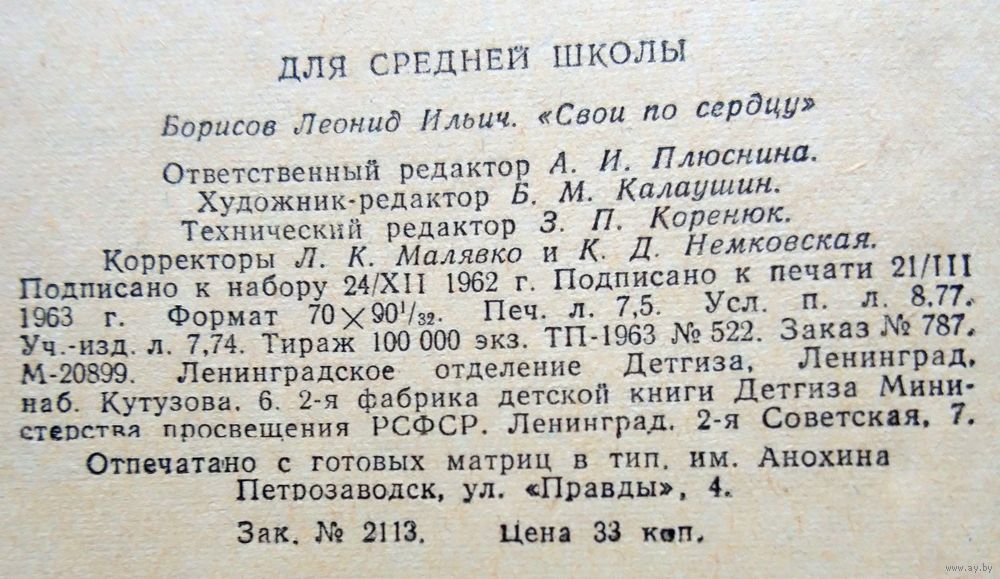 ДЛЯ СРЕДНЕЙ ШКОЛЫ
Борисов Леонид Ильич. «Свои по сердцу»
Ответственный редактор А. И. Плюснина.
Художник-редактор Б. М. Калаушин.
Технический редактор З. П. Коренюк.
Корректоры Л. К. Малявко и К. Д. Немковская.
Подписано к набору 24/XII 1962 г. Подписано к печати 21/III
1963 г. Формат 70×90¹/₃₂. Печ. л. 7,5. Усл. п. л. 8,77.
Уч.-изд. л. 7,74. Тираж 100 000 экз. ТП-1963 № 522. Заказ № 787.
М-20899. Ленинградское отделение Детгиза, Ленинград,
наб. Кутузова, 6. 2-я фабрика детской книги Детгиза Мини-
стерства просвещения РСФСР. Ленинград, 2-я Советская, 7.
Отпечатано с готовых матриц в тип. им. Анохина
Петрозаводск, ул. «Правды», 4.
Зак. № 2113. Цена 33 коп.
www.ay.by